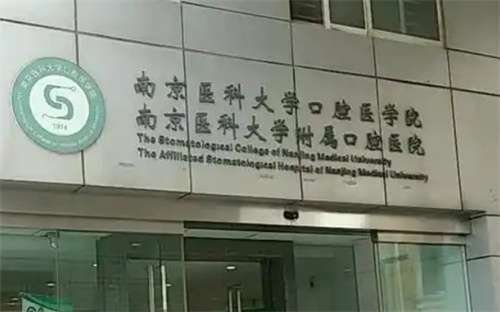 南京医科大学口腔医学院
南京医科大学附属口腔医院
The Stomatological College of Nanjing Medical University
The Affiliated Stomatological Hospital of Nanjing Medical University
1914